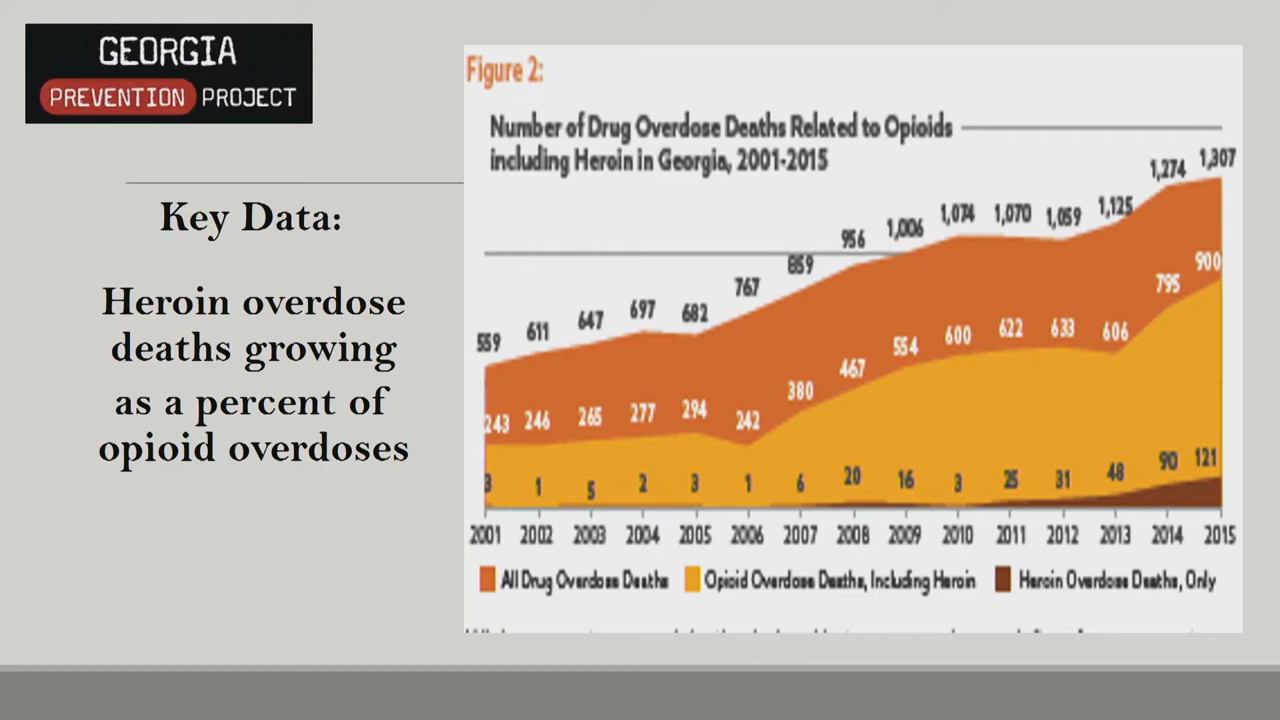 GEORGIA
PREVENTION PROJECT
Key Data:
Heroin overdose
deaths growing
as a percent of
opioid overdoses
Figure 2:
Number of Drug Overdose Deaths Related to Opioids
including Heroin in Georgia, 2001-2015
559 611 647 697 682 767 859 956 1,006 1,074 1,070 1,059 1,125 1,274 1,307
243 246 265 277 294 242 380 467 554 600 622 633 606 795 900
3 1 5 2 3 1 6 20 16 3 25 31 48 90 121
2001 2002 2003 2004 2005 2006 2007 2008 2009 2010 2011 2012 2013 2014 2015
All Drug Overdose Deaths Opioid Overdose Deaths, Including Heroin Heroin Overdose Deaths, Only